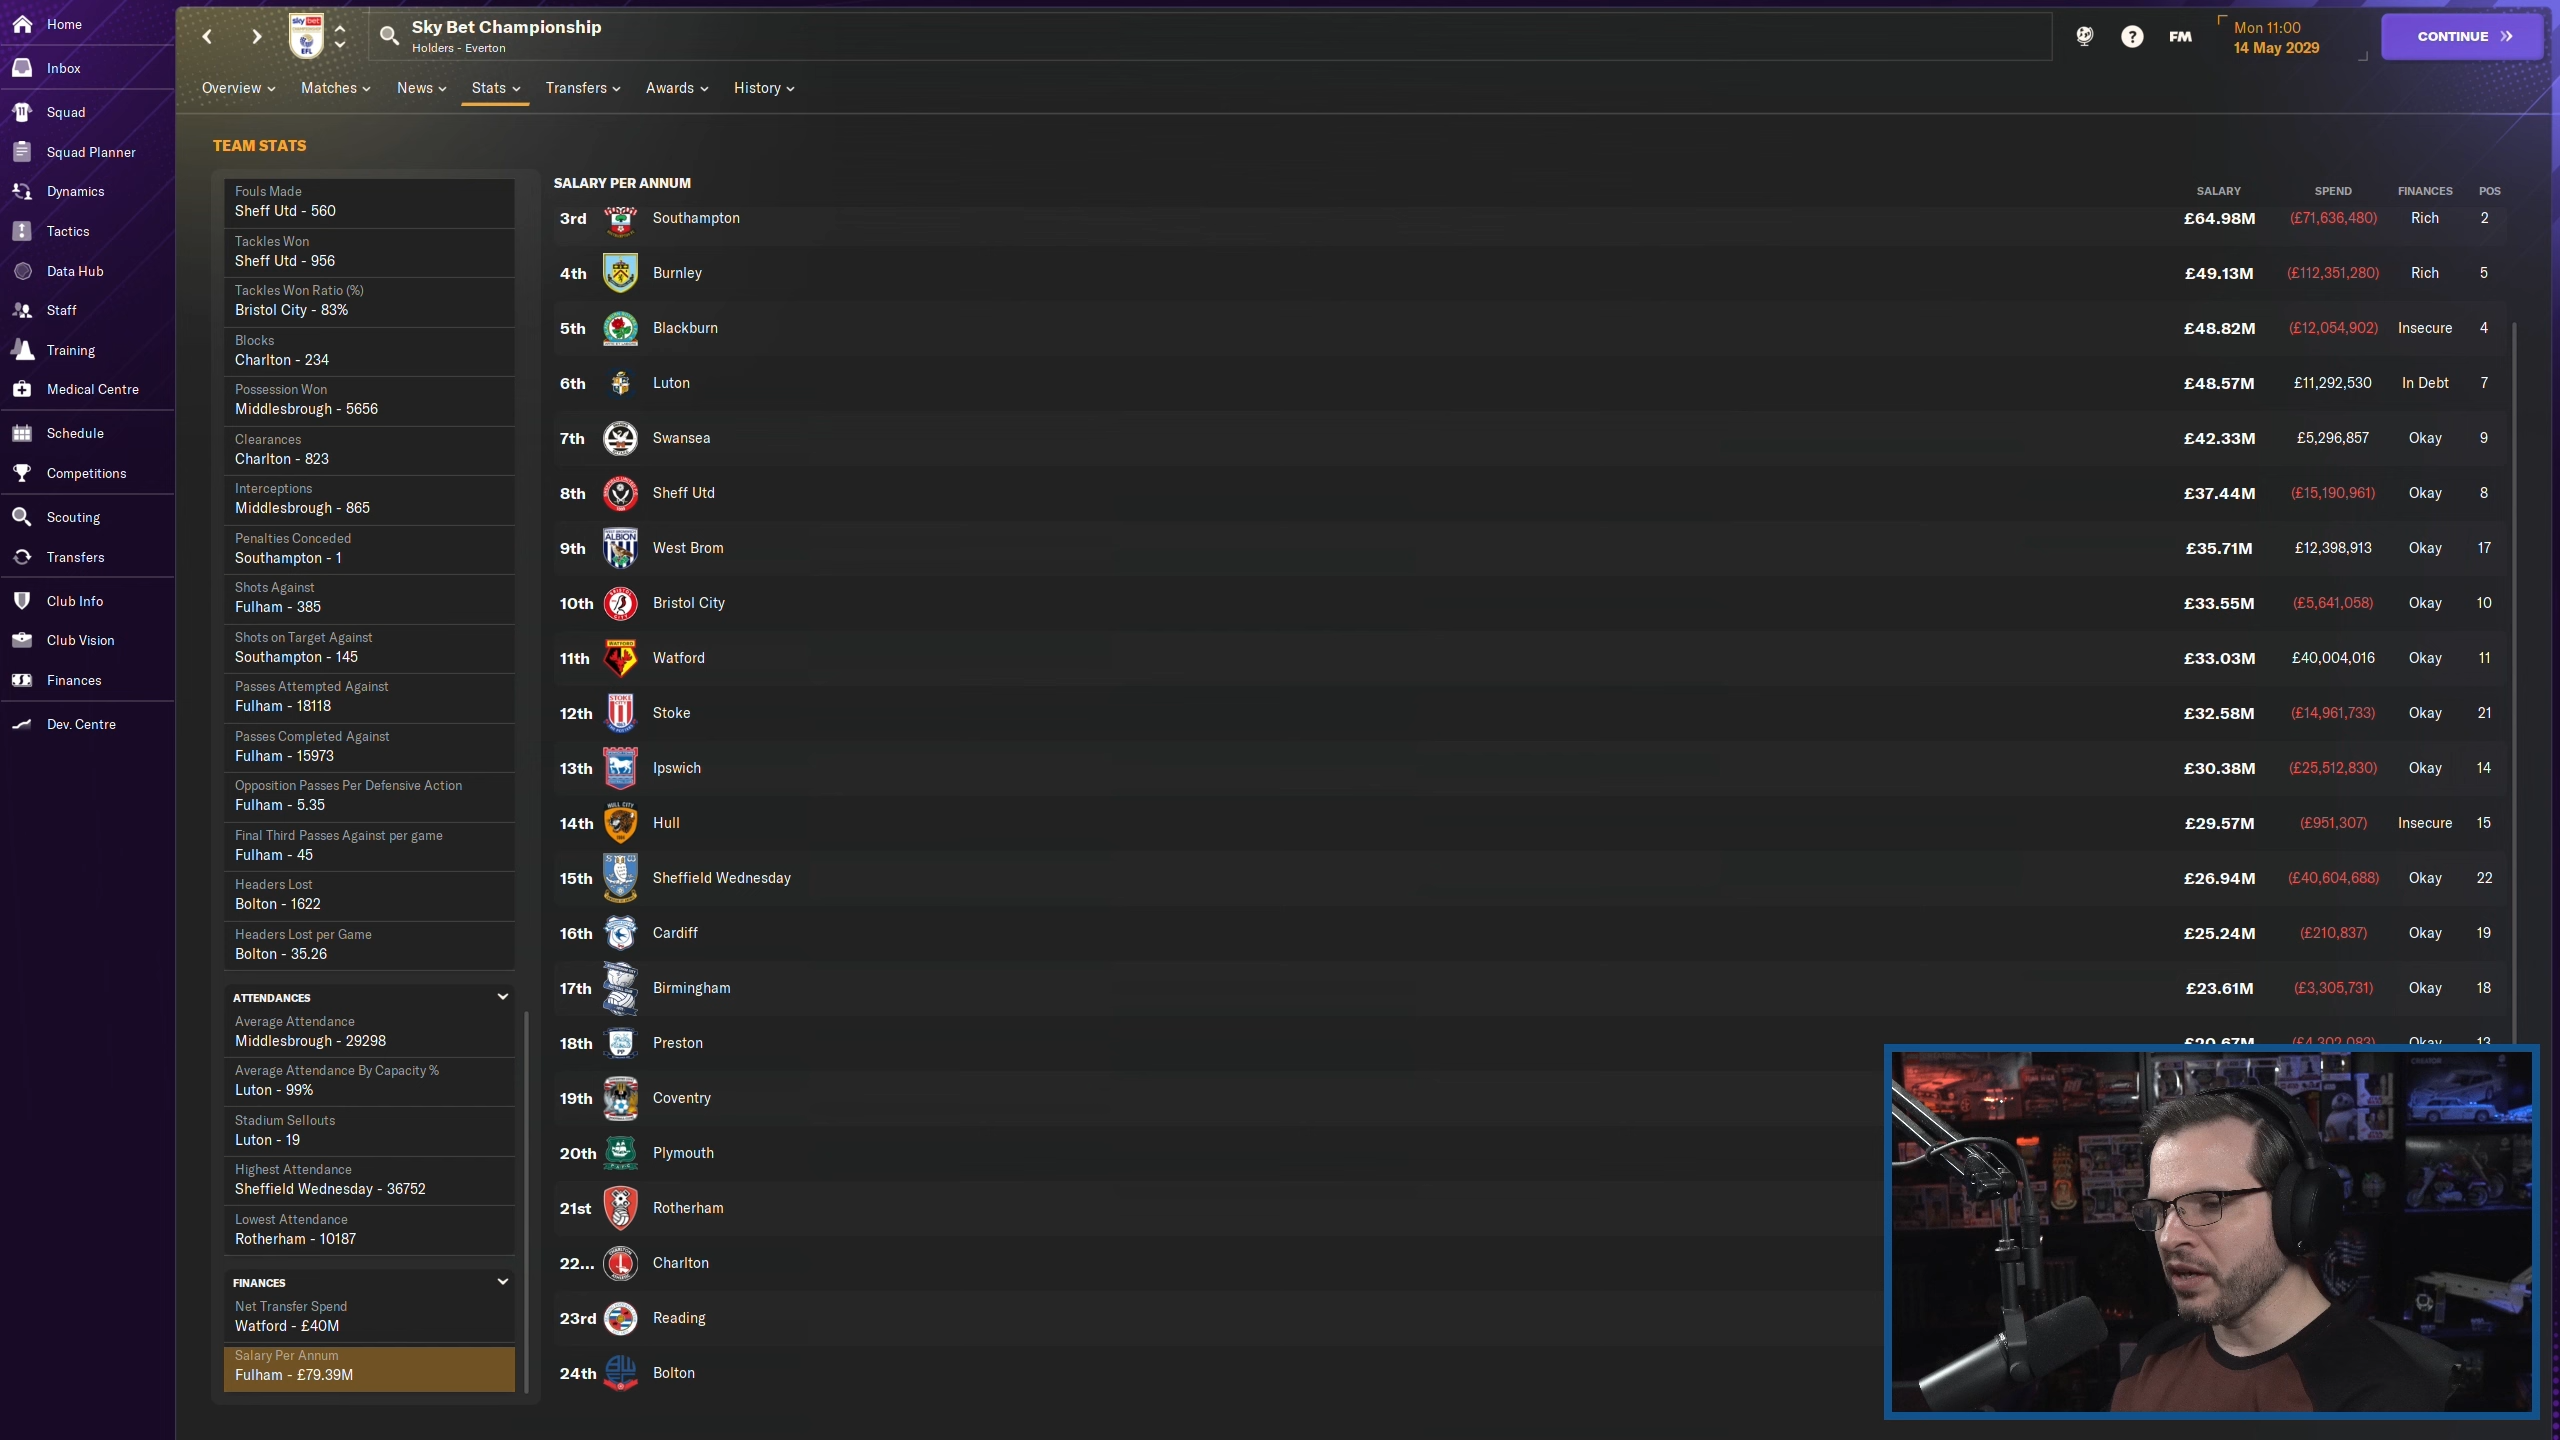 Home
Inbox
Squad
Squad Planner
Dynamics
Tactics
Data Hub
Staff
Training
Medical Centre
Schedule
Competitions
Scouting
Transfers
Club Info
Club Vision
Finances
Dev. Centre
Sky Bet Championship
Holders - Everton
FM
Mon 11:00
14 May 2029
CONTINUE
Overview Matches News Stats Transfers Awards History
TEAM STATS
Fouls Made
Sheff Utd - 560
Tackles Won
Sheff Utd - 956
Tackles Won Ratio (%)
Bristol City - 83%
Blocks
Charlton - 234
Possession Won
Middlesbrough - 5656
Clearances
Charlton - 823
Interceptions
Middlesbrough - 865
Penalties Conceded
Southampton - 1
Shots Against
Fulham - 385
Shots on Target Against
Southampton - 145
Passes Attempted Against
Fulham - 18118
Passes Completed Against
Fulham - 15973
Opposition Passes Per Defensive Action
Fulham - 5.35
Final Third Passes Against per game
Fulham - 45
Headers Lost
Bolton - 1622
Headers Lost per Game
Bolton - 35.26
ATTENDANCES
Average Attendance
Middlesbrough - 29298
Average Attendance By Capacity %
Luton - 99%
Stadium Sellouts
Luton - 19
Highest Attendance
Sheffield Wednesday - 36752
Lowest Attendance
Rotherham - 10187
FINANCES
Net Transfer Spend
Watford - £40M
Salary Per Annum
Fulham - £79.39M
SALARY PER ANNUM SALARY SPEND FINANCES POS
3rd Southampton £64.98M (£71,636,480) Rich 2
4th Burnley £49.13M (£112,351,280) Rich 5
5th Blackburn £48.82M (£12,054,902) Insecure 4
6th Luton £48.57M £11,292,530 In Debt 7
7th Swansea £42.33M £5,296,857 Okay 9
8th Sheff Utd £37.44M (£15,190,961) Okay 8
9th West Brom £35.71M £12,398,913 Okay 17
10th Bristol City £33.55M (£5,641,058) Okay 10
11th Watford £33.03M £40,004,016 Okay 11
12th Stoke £32.58M (£14,961,733) Okay 21
13th Ipswich £30.38M (£25,512,830) Okay 14
14th Hull £29.57M (£951,307) Insecure 15
15th Sheffield Wednesday £26.94M (£40,604,688) Okay 22
16th Cardiff £25.24M (£210,837) Okay 19
17th Birmingham £23.61M (£3,305,731) Okay 18
18th Preston £20.67M (£4,302,083) Okay 13
19th Coventry
20th Plymouth
21st Rotherham
22... Charlton
23rd Reading
24th Bolton